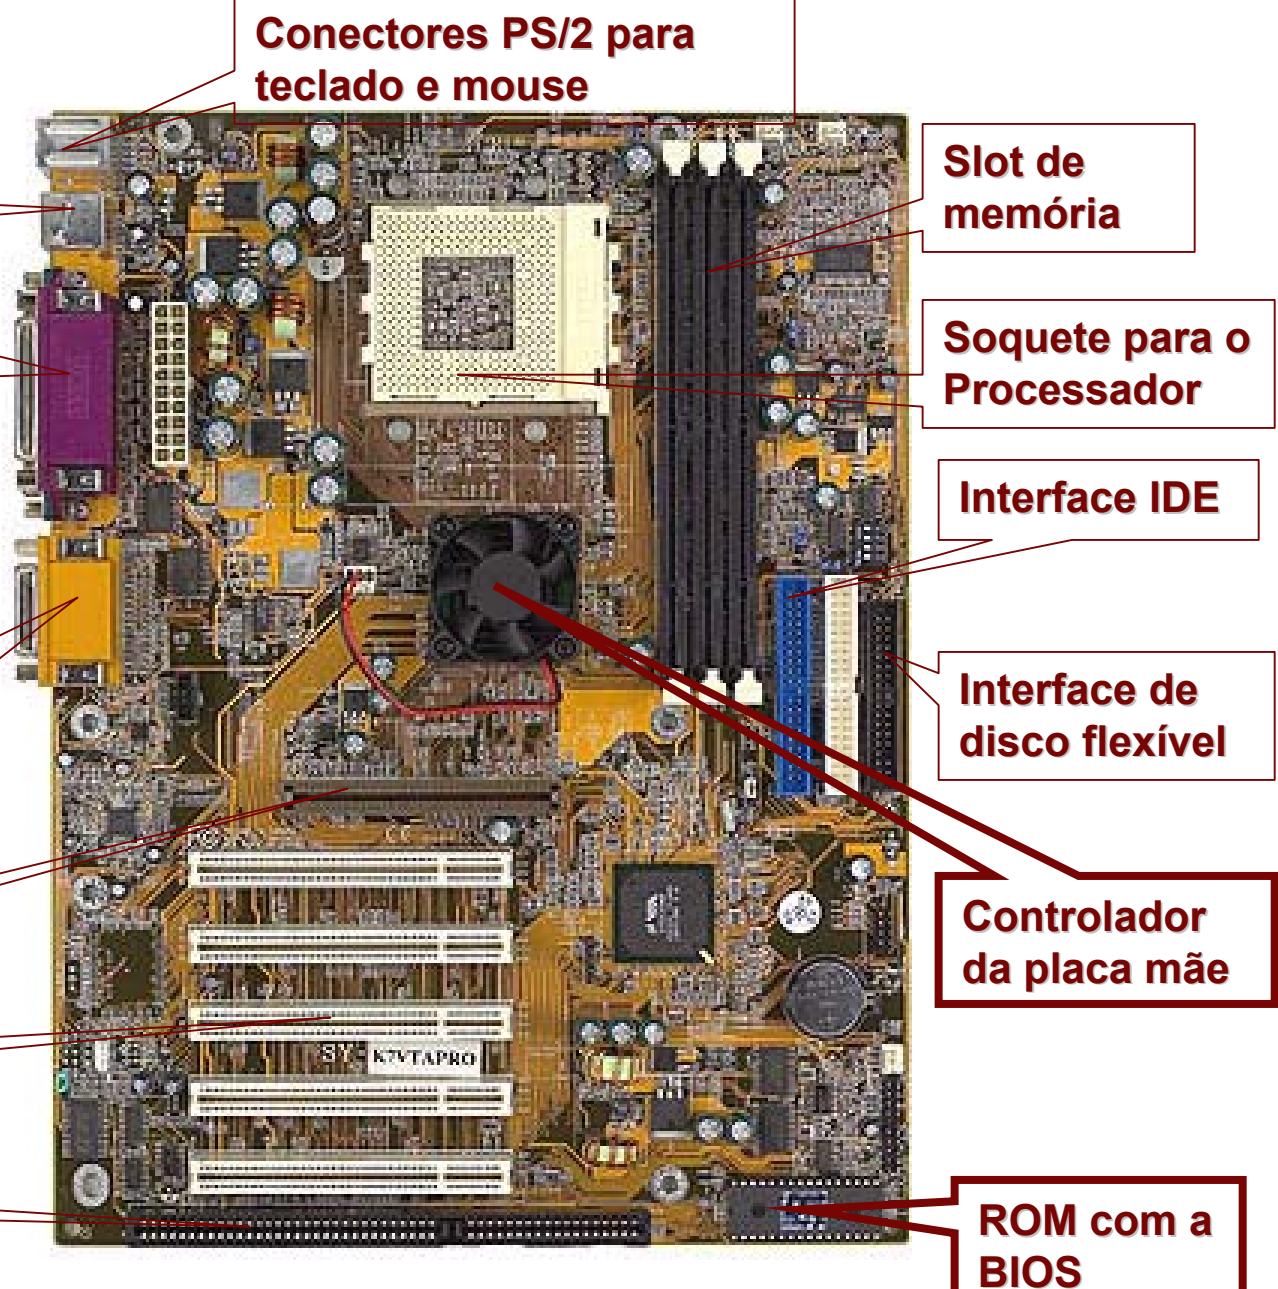 Conectores PS/2 para
teclado e mouse
Slot de
memória
Soquete para o
Processador
Interface IDE
Interface de
disco flexível
Controlador
da placa mãe
SY - K7VTAPRO
ROM com a
BIOS